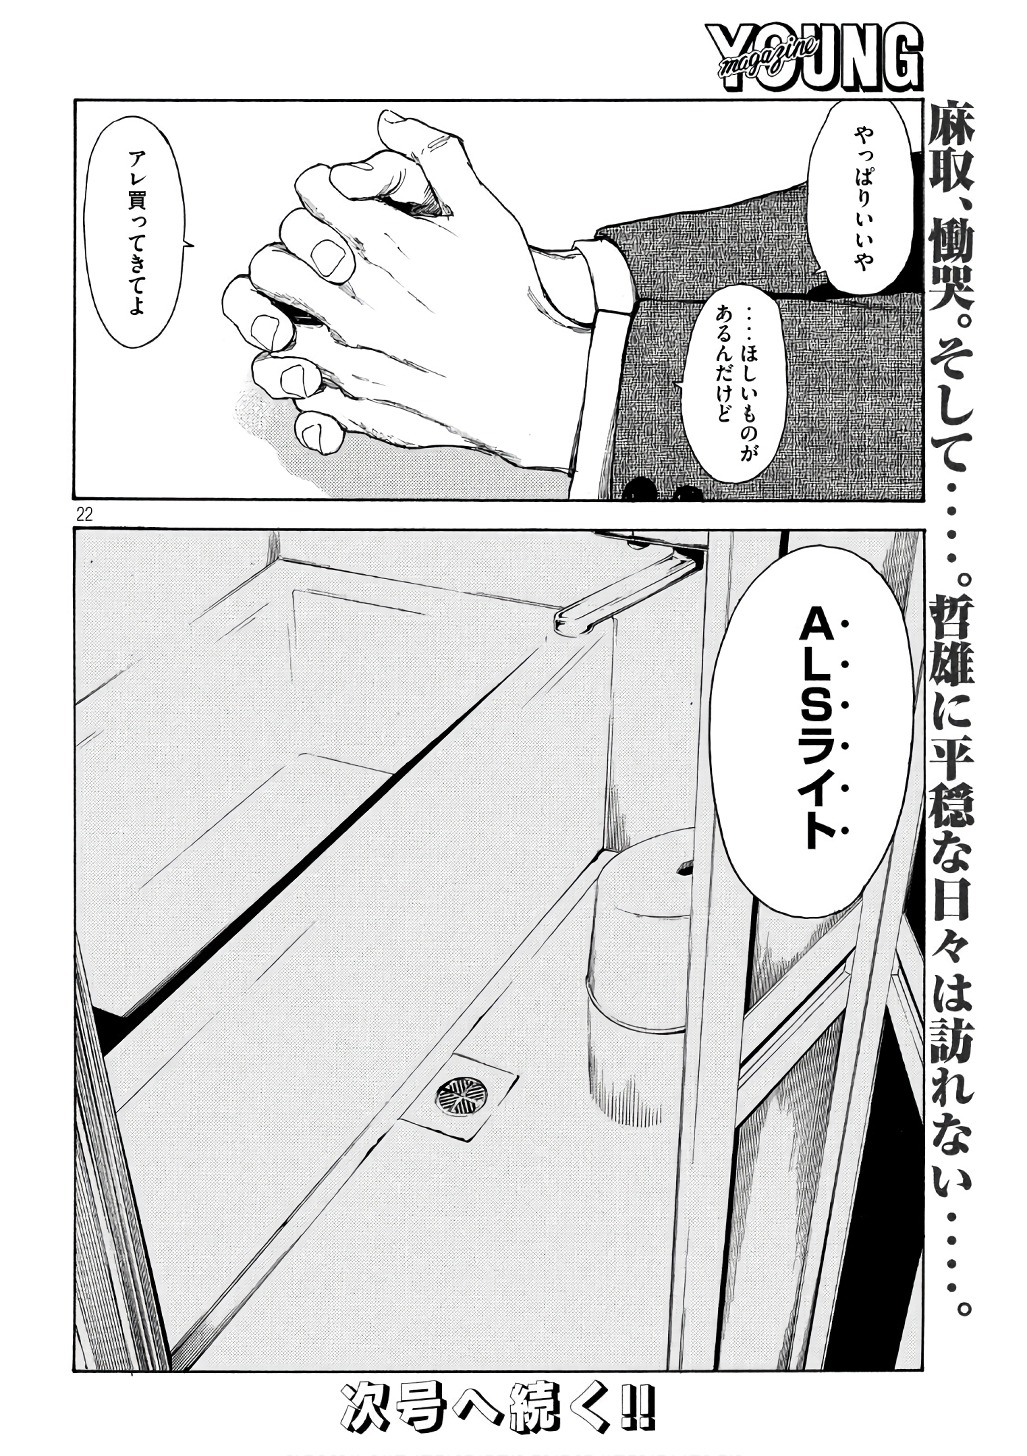 YOUNG
magazine
やっぱりいいや
・・・ほしいものが
あるんだけど
アレ買ってきてよ
22
ALSライト
麻取、慟哭。そして・・・・。哲雄に平穏な日々は訪れない・・・・・。
次号へ続く!!